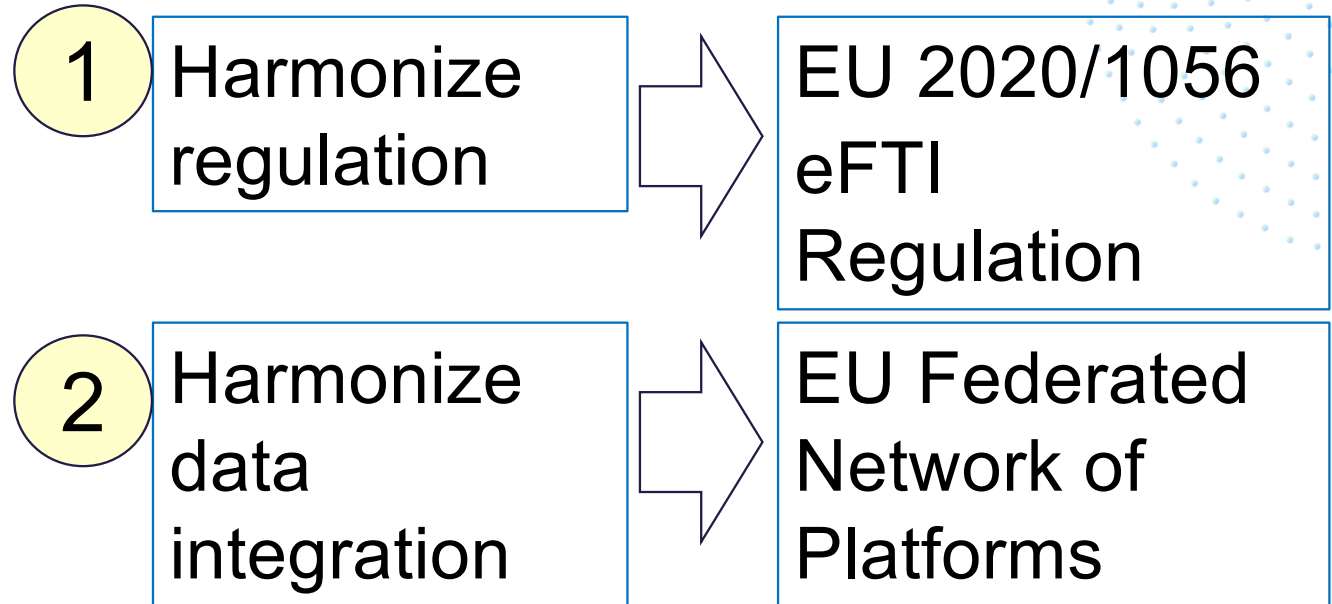 1
Harmonize
regulation
EU 2020/1056
eFTI
Regulation
2
Harmonize
data
integration
EU Federated
Network of
Platforms